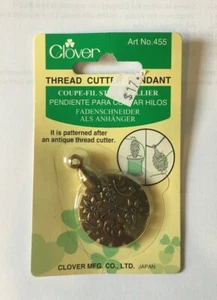 Clover
Art No.455
THREAD CUTTER PENDANT
COUPE-FIL
PENDIENTE PARA CORTAR HILOS
FADENSCHNEIDER
ALS ANHÄNGER
It is patterned after
an antique thread cutter.
CLOVER MFG. CO., LTD. JAPAN